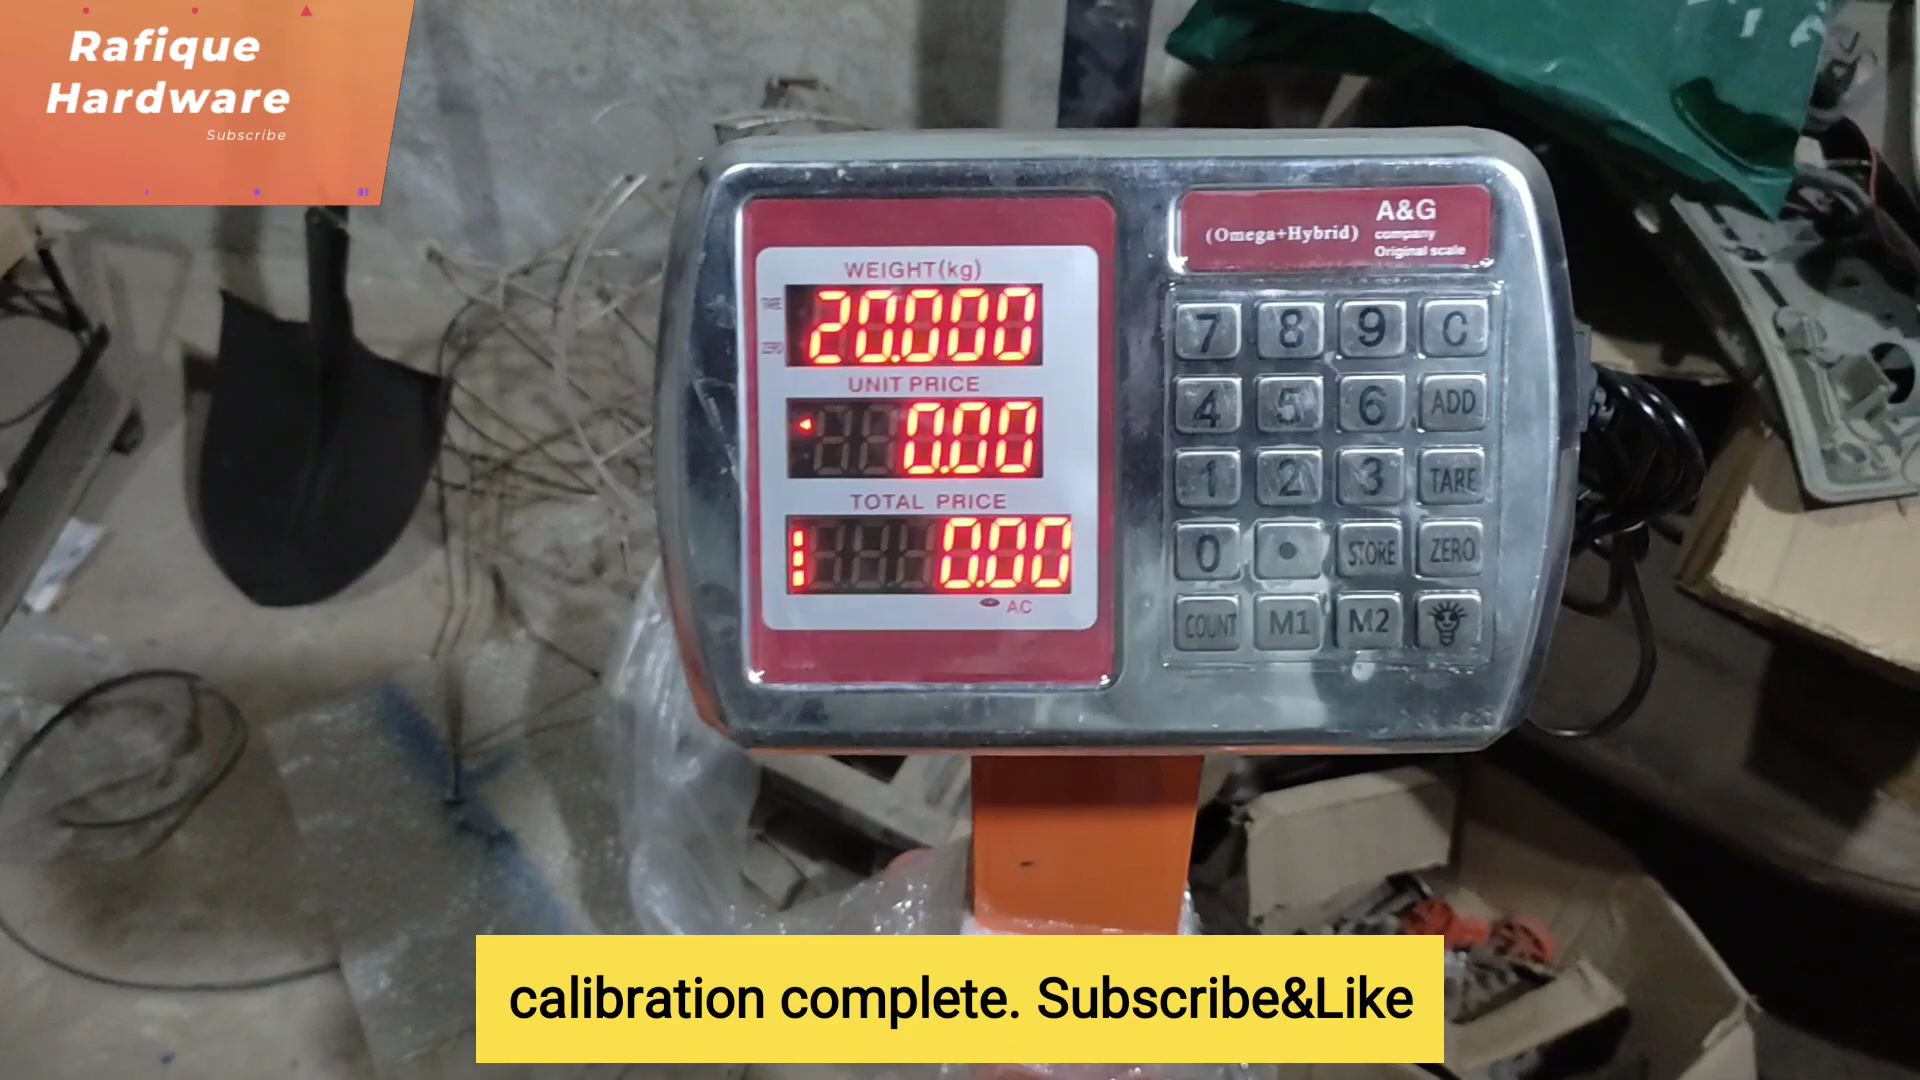 Rafique
Hardware
Subscribe
A&G
(Omega+Hybrid)
company
Original scale
WEIGHT(kg)
TARE
20.000
ZERO
UNIT PRICE
0.00
TOTAL PRICE
0.00
AC
7 8 9 C
4 5 6 ADD
1 2 3 TARE
0 • STORE ZERO
COUNT M1 M2
calibration complete. Subscribe&Like